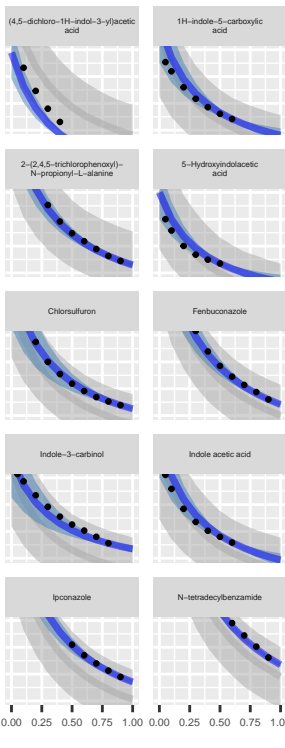 (4,5−dichloro−1H−indol−3−yl)acetic
acid
1H−indole−5−carboxylic
acid
2−(2,4,5−trichlorophenoxyl)−
N−propionyl−L−alanine
5−Hydroxyindolacetic
acid
Chlorsulfuron
Fenbuconazole
Indole−3−carbinol
Indole acetic acid
Ipconazole
N−tetradecylbenzamide
0.00 0.25 0.50 0.75 1.00
0.00 0.25 0.50 0.75 1.0